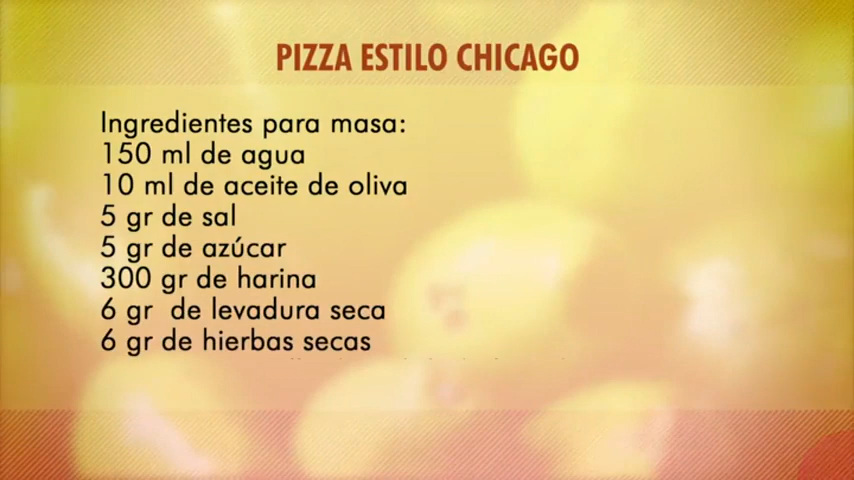 PIZZA ESTILO CHICAGO
Ingredientes para masa:
150 ml de agua
10 ml de aceite de oliva
5 gr de sal
5 gr de azúcar
300 gr de harina
6 gr  de levadura seca
6 gr de hierbas secas